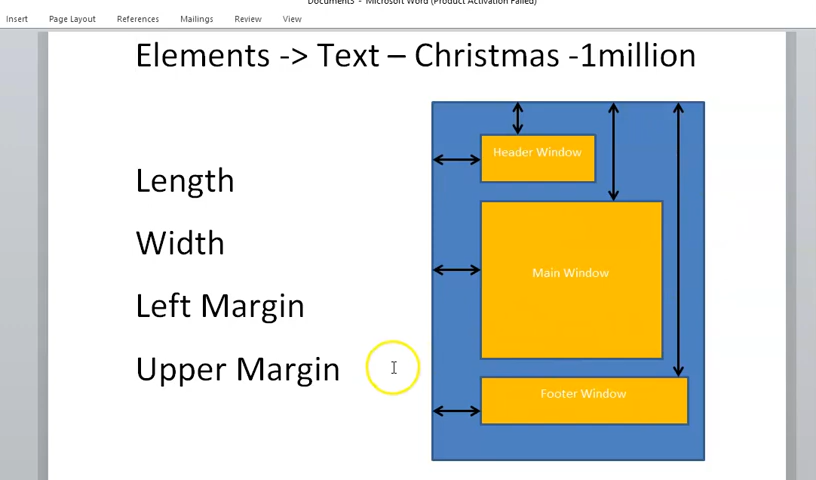 Document3 - Microsoft Word (Product Activation Failed)
Insert Page Layout References Mailings Review View
Elements -> Text – Christmas -1million
Length
Width
Left Margin
Upper Margin
Header Window
Main Window
Footer Window